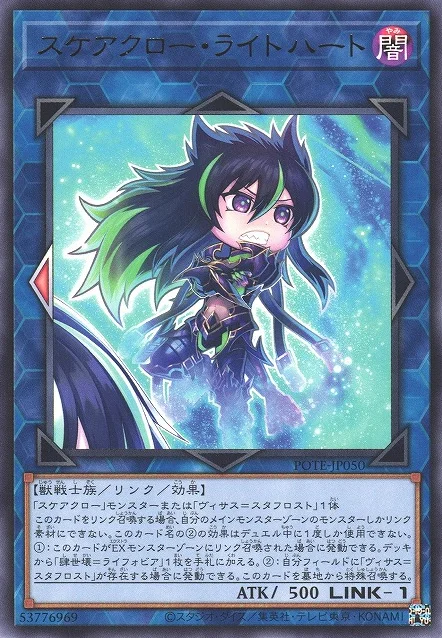 スケアクロー・ライトハート
闇
やみ
POTE-JP050
【獣戦士族／リンク／効果】
「スケアクロー」モンスターまたは「ヴィサス＝スタフロスト」1体
このカードをリンク召喚する場合、自分のメインモンスターゾーンのモンスターしかリンク
素材にできない。このカード名の②の効果はデュエル中に1度しか使用できない。
①：このカードがEXモンスターゾーンにリンク召喚された場合に発動できる。デッキ
から「肆世壊＝ライフォビア」1枚を手札に加える。②：自分フィールドに「ヴィサス＝
スタフロスト」が存在する場合に発動できる。このカードを墓地から特殊召喚する。
ATK/ 500 LINK-1
53776969
©スタジオ・ダイス／集英社・テレビ東京・KONAMI